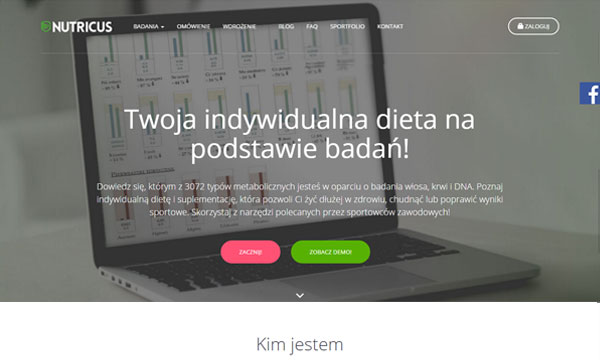 NUTRICUS
BADANIA OMÓWIENIE WDROŻENIE BLOG FAQ SPORTFOLIO KONTAKT
ZALOGUJ
f
Twoja indywidualna dieta na
podstawie badań!
Dowiedz się, którym z 3072 typów metabolicznych jesteś w oparciu o badania włosa, krwi i DNA. Poznaj
indywidualną dietę i suplementację, która pozwoli Ci żyć dłużej w zdrowiu, chudnąć lub poprawić wyniki
sportowe. Skorzystaj z narzędzi polecanych przez sportowców zawodowych!
ZACZNIJ ZOBACZ DEMO!
Kim jestem